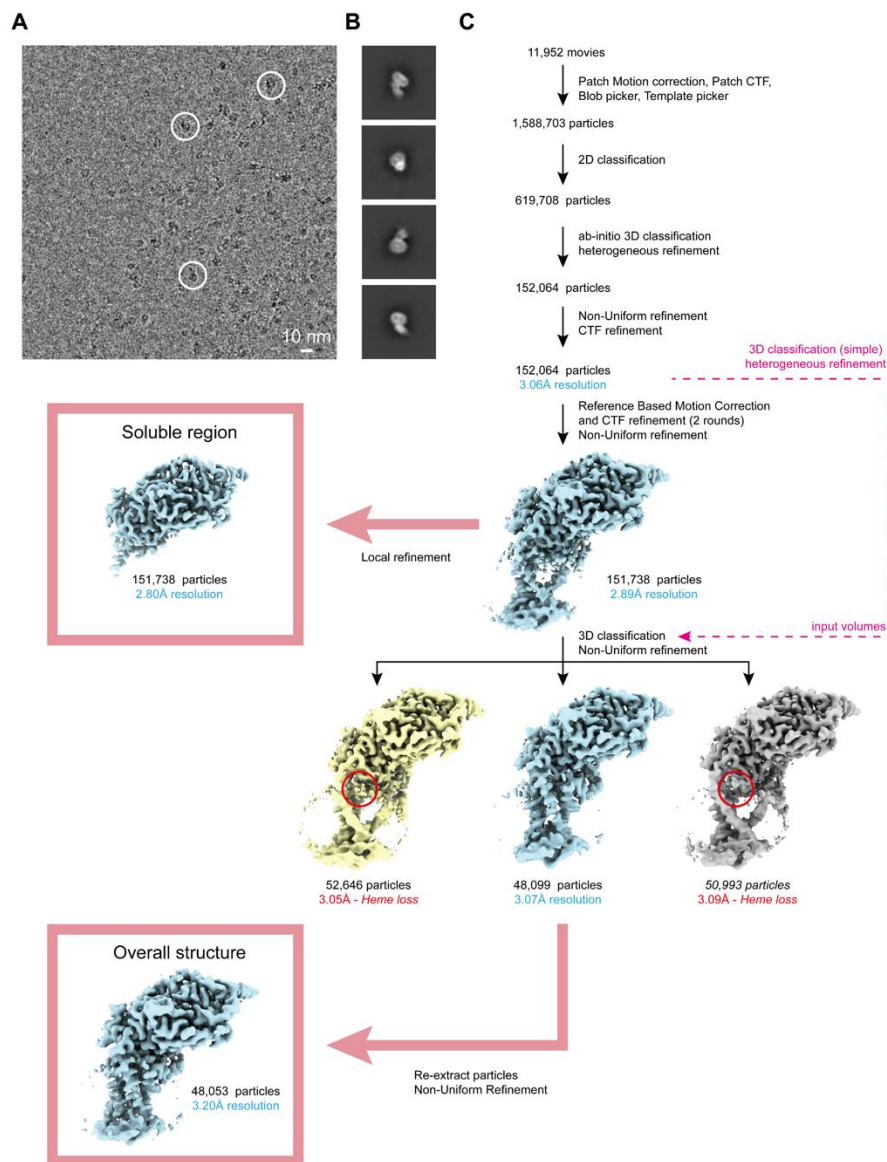 A
B
C
10 nm
11,952 movies
Patch Motion correction, Patch CTF,
Blob picker, Template picker
1,588,703 particles
2D classification
619,708 particles
ab-initio 3D classification
heterogeneous refinement
152,064 particles
Non-Uniform refinement
CTF refinement
3D classification (simple)
heterogeneous refinement
152,064 particles
3.06Å resolution
Reference Based Motion Correction
and CTF refinement (2 rounds)
Non-Uniform refinement
Soluble region
151,738 particles
2.80Å resolution
Local refinement
151,738 particles
2.89Å resolution
input volumes
3D classification
Non-Uniform refinement
52,646 particles
3.05Å - Heme loss
48,099 particles
3.07Å resolution
50,993 particles
3.09Å - Heme loss
Overall structure
48,053 particles
3.20Å resolution
Re-extract particles
Non-Uniform Refinement